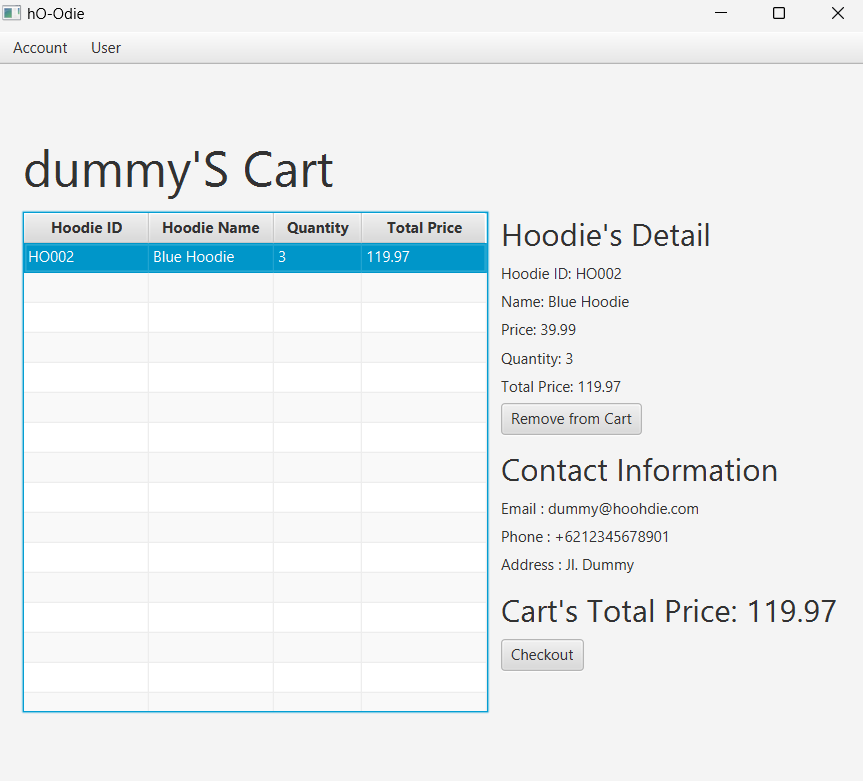 hO-Odie
Account User
dummy'S Cart
Hoodie ID Hoodie Name Quantity Total Price
HO002 Blue Hoodie 3 119.97
Hoodie's Detail
Hoodie ID: HO002
Name: Blue Hoodie
Price: 39.99
Quantity: 3
Total Price: 119.97
Remove from Cart
Contact Information
Email : dummy@hoohdie.com
Phone : +6212345678901
Address : Jl. Dummy
Cart's Total Price: 119.97
Checkout